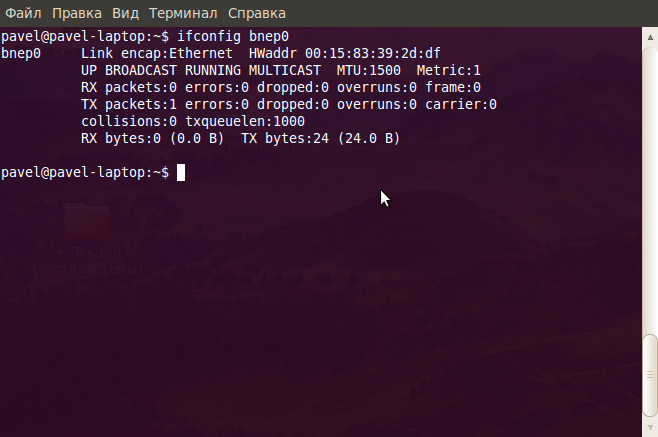 Файл Правка Вид Терминал Справка
pavel@pavel-laptop:~$ ifconfig bnep0
bnep0     Link encap:Ethernet  HWaddr 00:15:83:39:2d:df
          UP BROADCAST RUNNING MULTICAST  MTU:1500  Metric:1
          RX packets:0 errors:0 dropped:0 overruns:0 frame:0
          TX packets:1 errors:0 dropped:0 overruns:0 carrier:0
          collisions:0 txqueuelen:1000
          RX bytes:0 (0.0 B)  TX bytes:24 (24.0 B)
pavel@pavel-laptop:~$
+ Лекции
(частные темы)